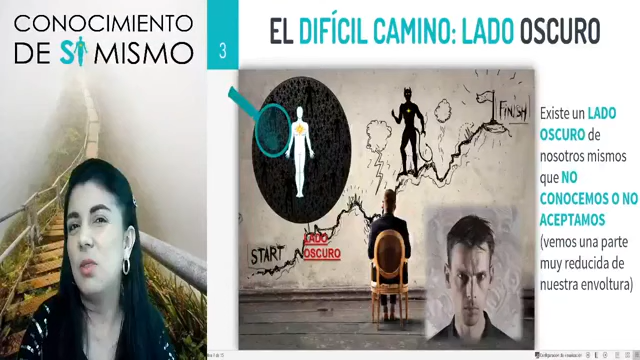 CONOCIMIENTO
DE SÍ MISMO
3
EL DIFÍCIL CAMINO: LADO OSCURO
FINISH
START
LADO
OSCURO
Existe un LADO
OSCURO de
nosotros mismos
que NO
CONOCEMOS O NO
ACEPTAMOS
(vemos una parte
muy reducida de
nuestra envoltura)